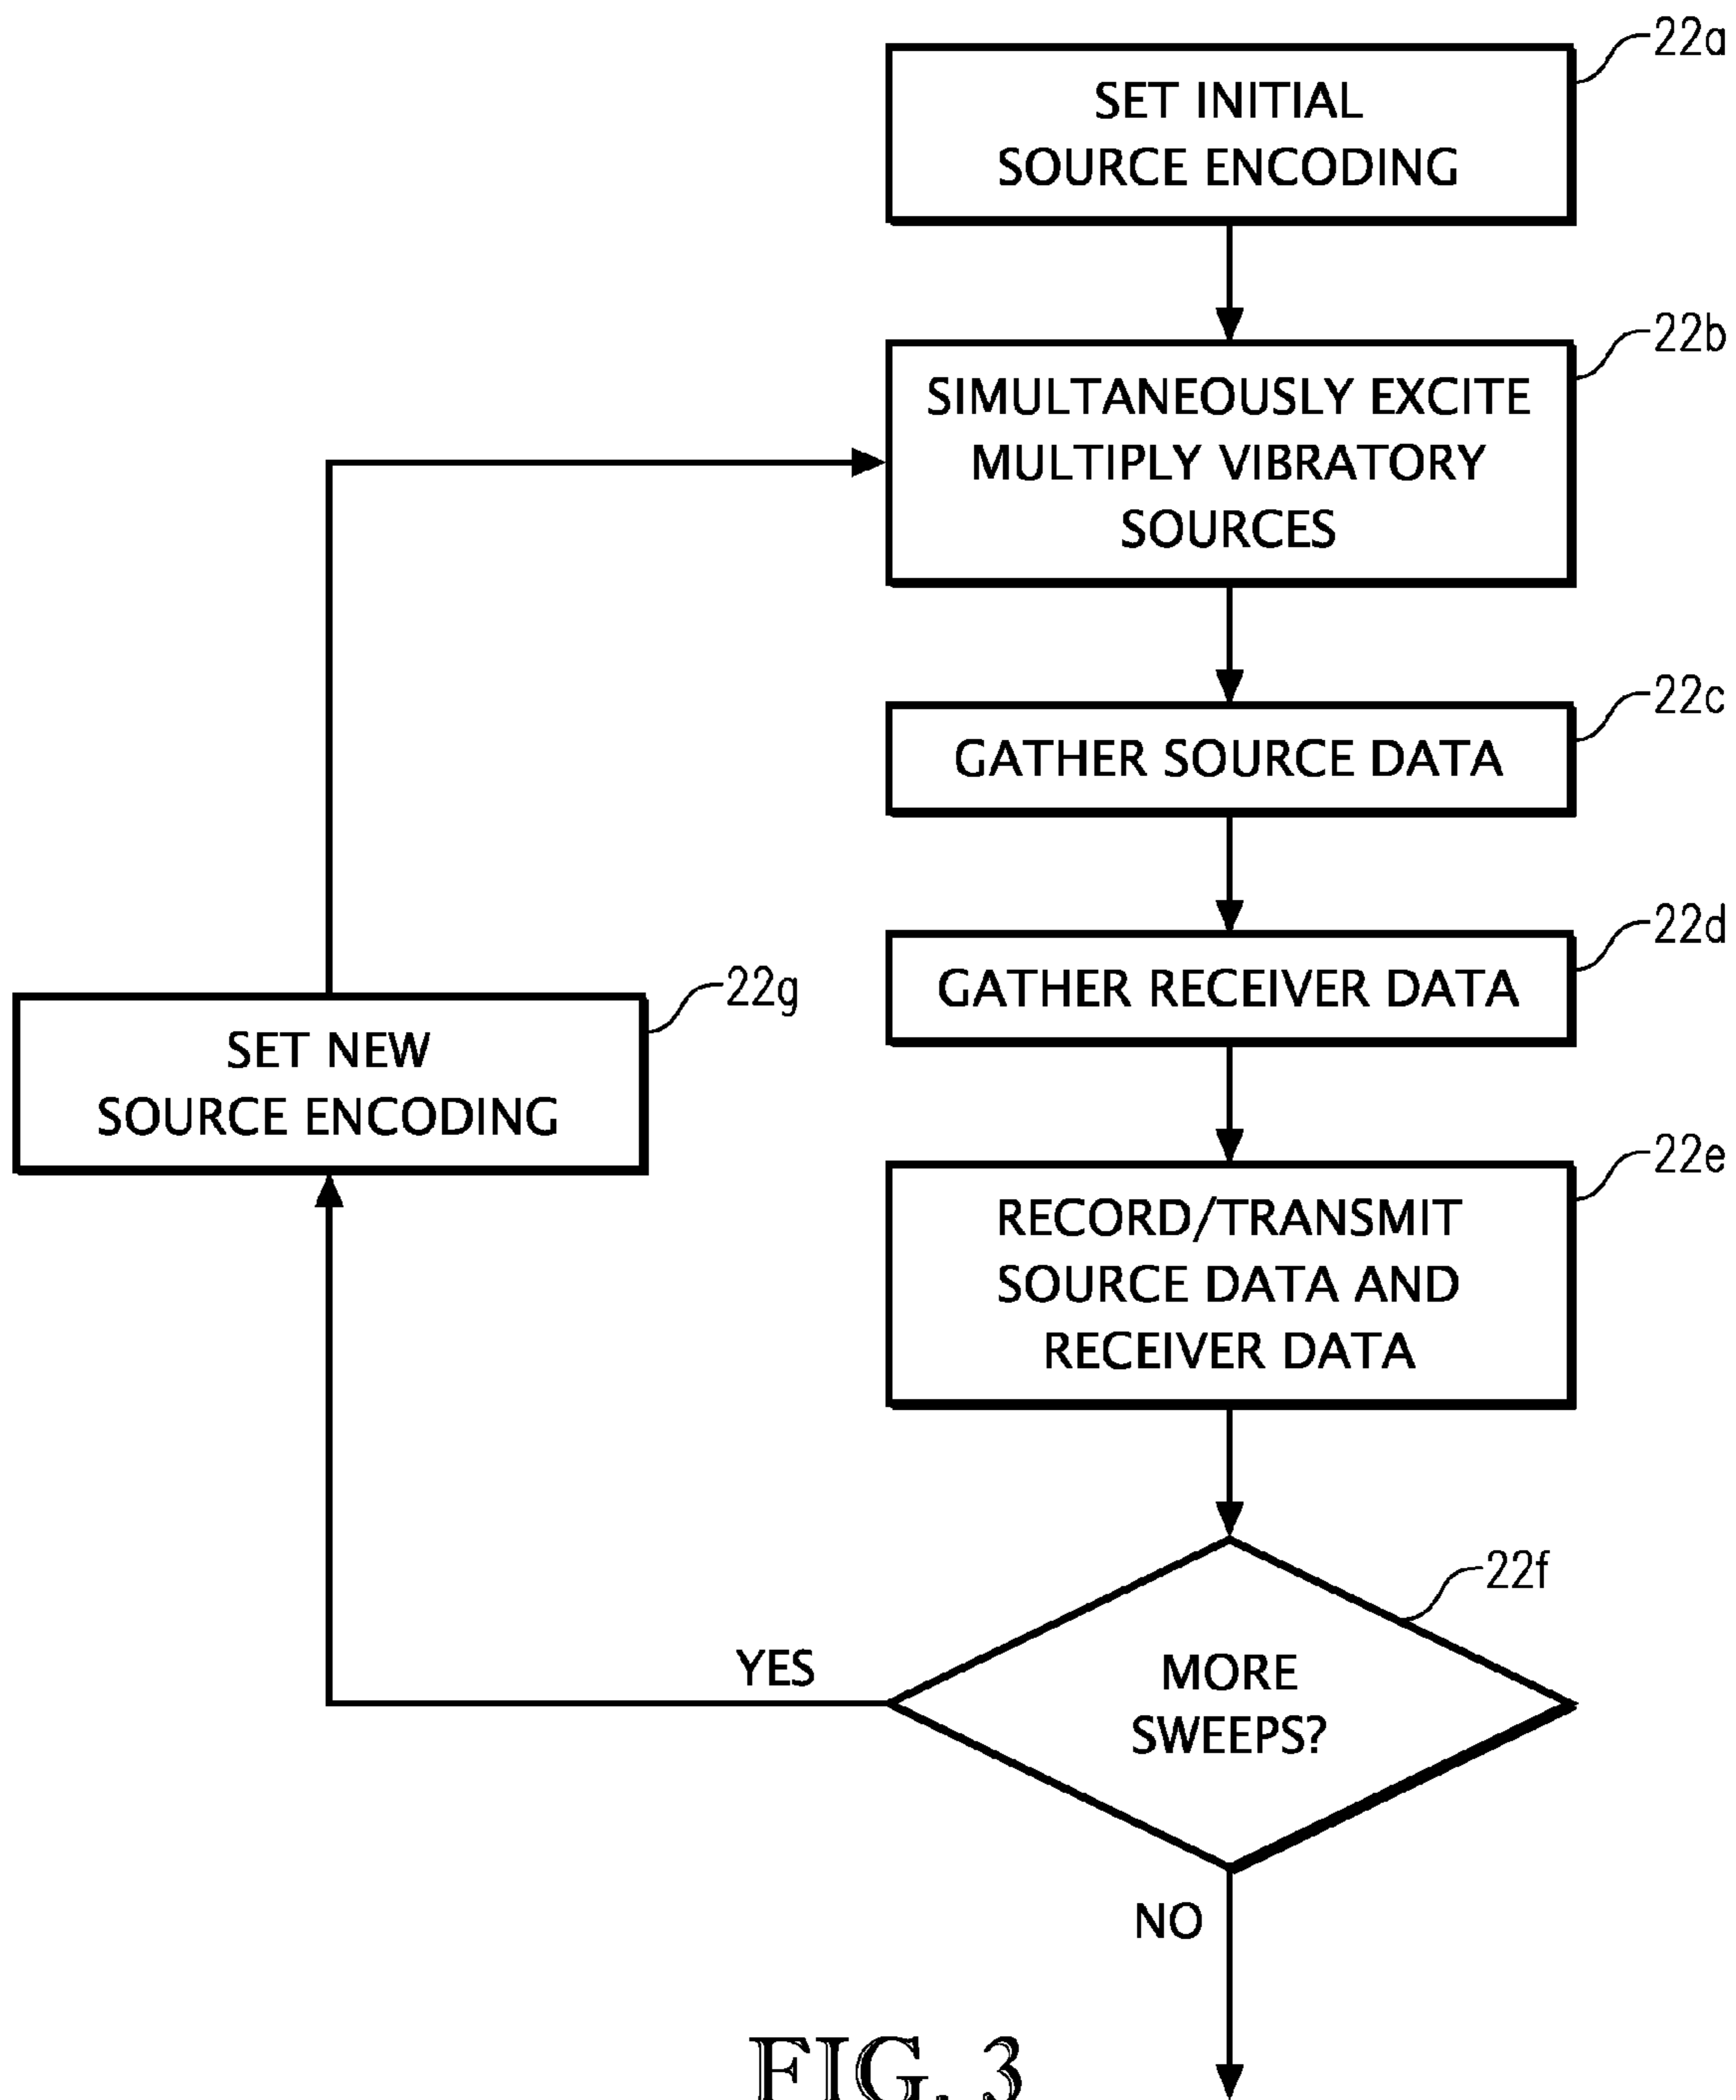 22a
SET INITIAL
SOURCE ENCODING
22b
SIMULTANEOUSLY EXCITE
MULTIPLY VIBRATORY
SOURCES
22c
GATHER SOURCE DATA
22d
GATHER RECEIVER DATA
22g
SET NEW
SOURCE ENCODING
22e
RECORD/TRANSMIT
SOURCE DATA AND
RECEIVER DATA
22f
MORE
SWEEPS?
YES
NO
FIG. 3